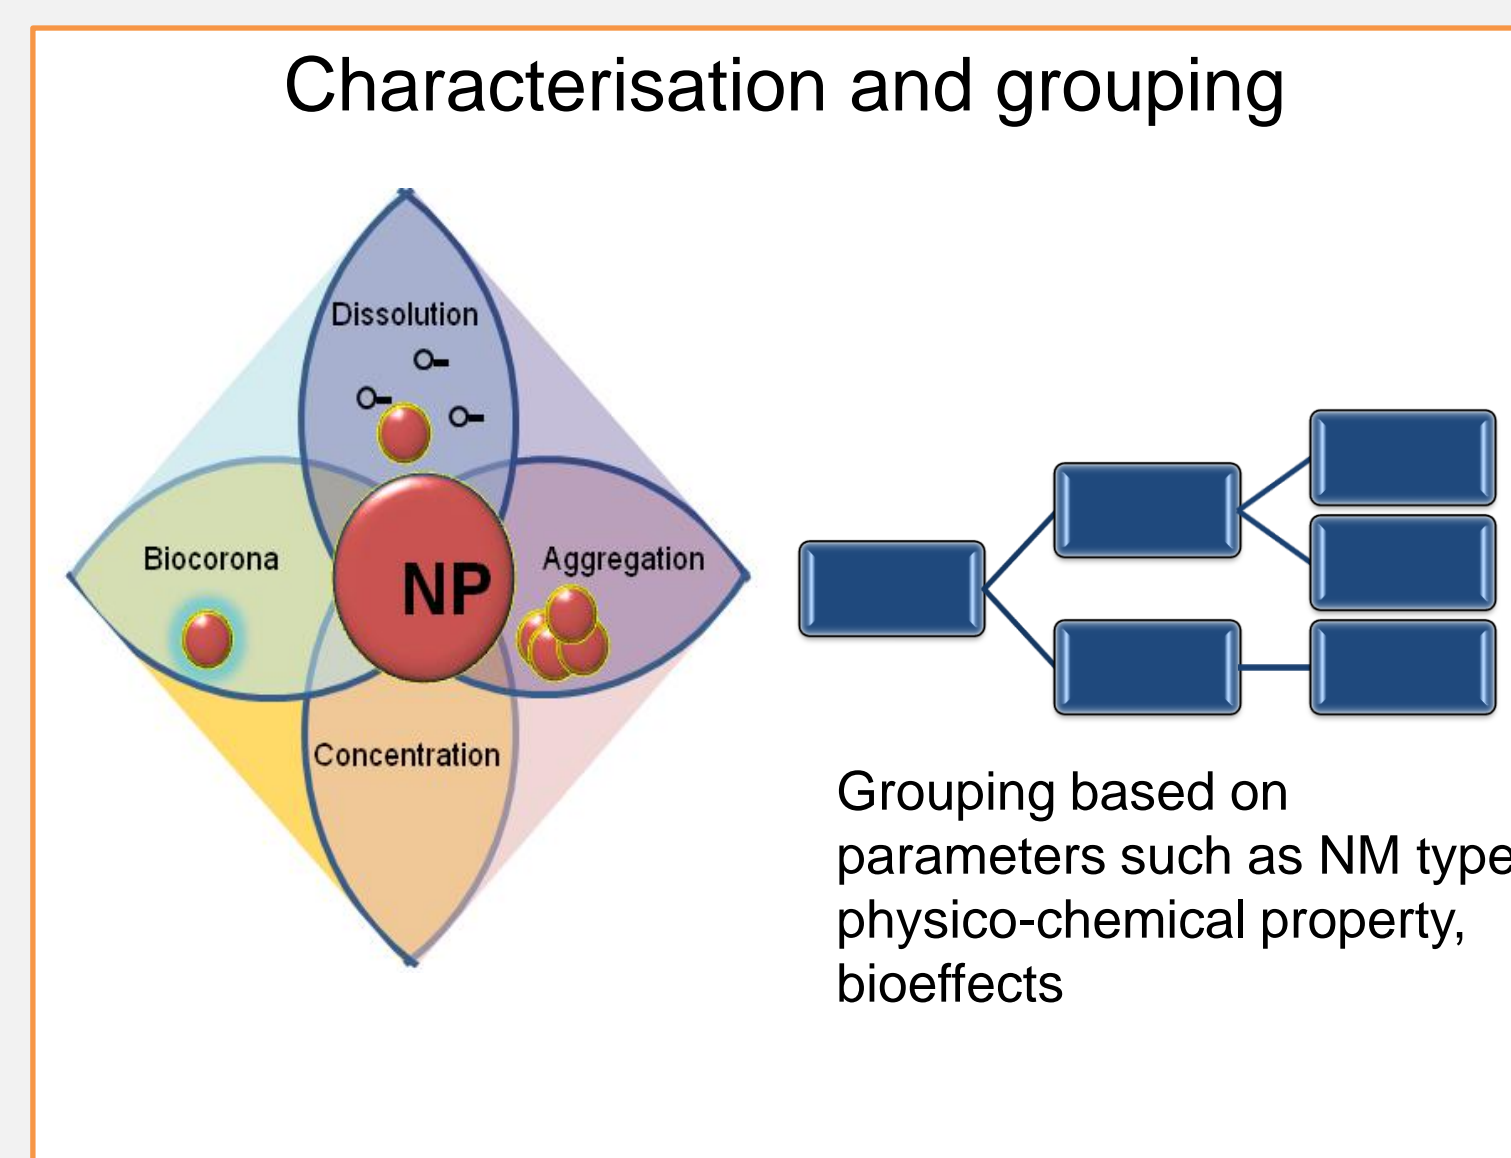 Characterisation and grouping
Dissolution
Biocorona
NP
Aggregation
Concentration
Grouping based on
parameters such as NM type
physico-chemical property,
bioeffects